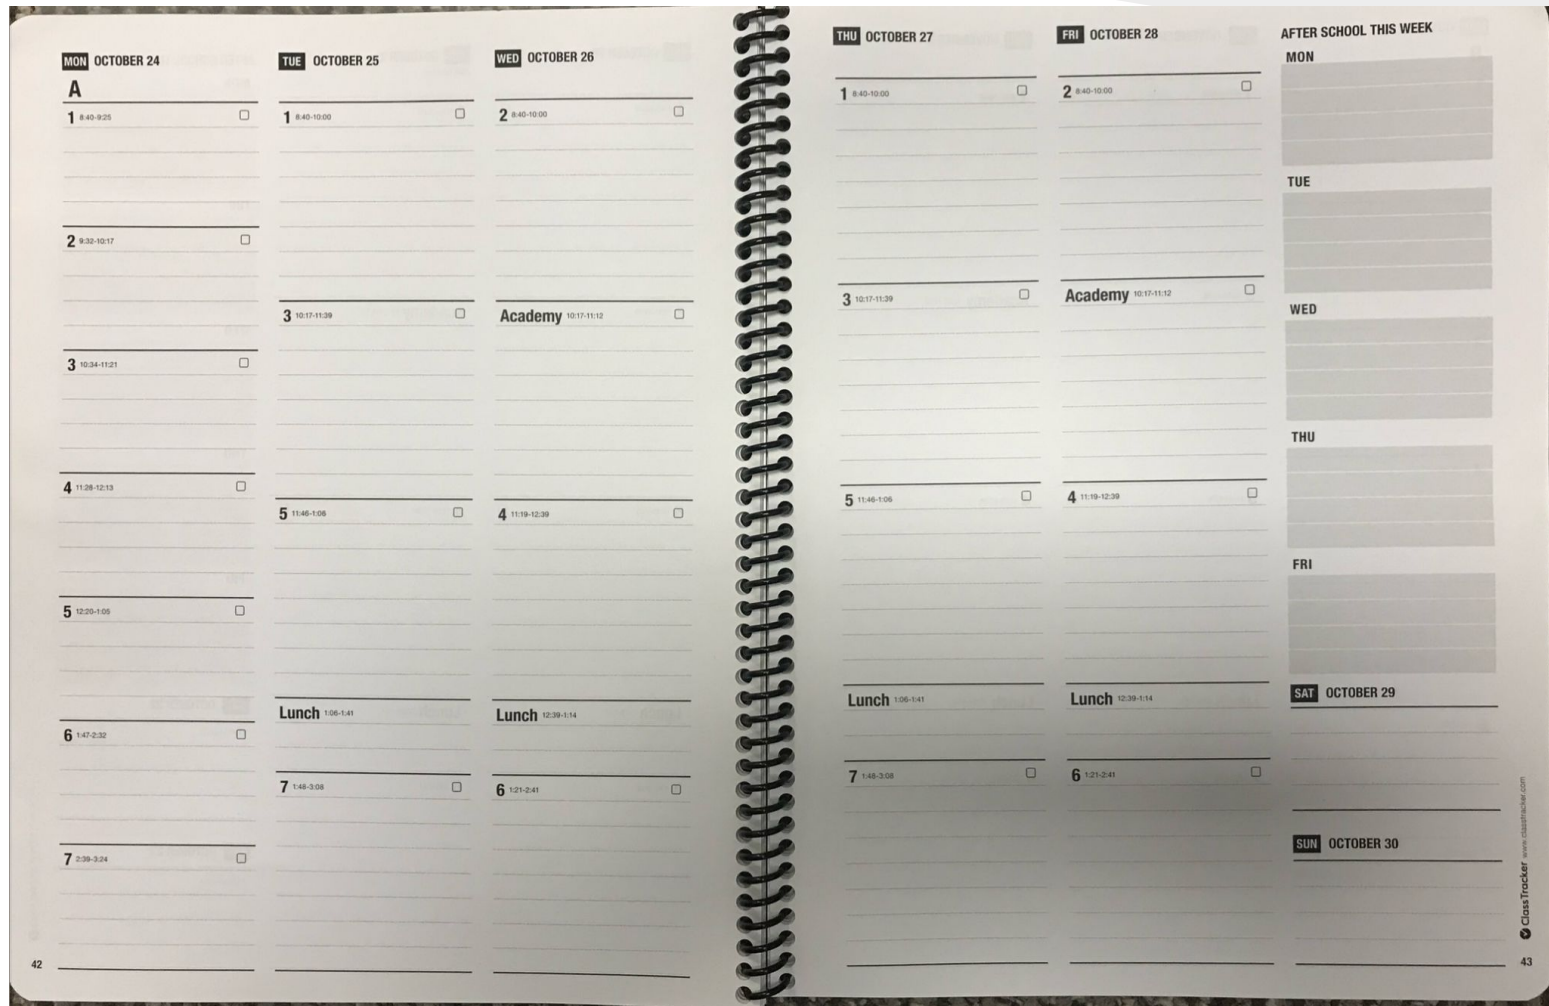 MON OCTOBER 24
A
1 8:40-9:25
2 9:32-10:17
3 10:34-11:21
4 11:28-12:13
5 12:20-1:05
6 1:47-2:32
7 2:39-3:24
42
TUE OCTOBER 25
1 8:40-10:00
3 10:17-11:39
5 11:46-1:06
Lunch 1:06-1:41
7 1:48-3:08
WED OCTOBER 26
2 8:40-10:00
Academy 10:17-11:12
4 11:19-12:39
Lunch 12:39-1:14
6 1:21-2:41
THU OCTOBER 27
1 8:40-10:00
3 10:17-11:39
5 11:46-1:06
Lunch 1:06-1:41
7 1:48-3:08
FRI OCTOBER 28
2 8:40-10:00
Academy 10:17-11:12
4 11:19-12:39
Lunch 12:39-1:14
6 1:21-2:41
AFTER SCHOOL THIS WEEK
MON
TUE
WED
THU
FRI
SAT OCTOBER 29
SUN OCTOBER 30
ClassTracker www.classtracker.com
43